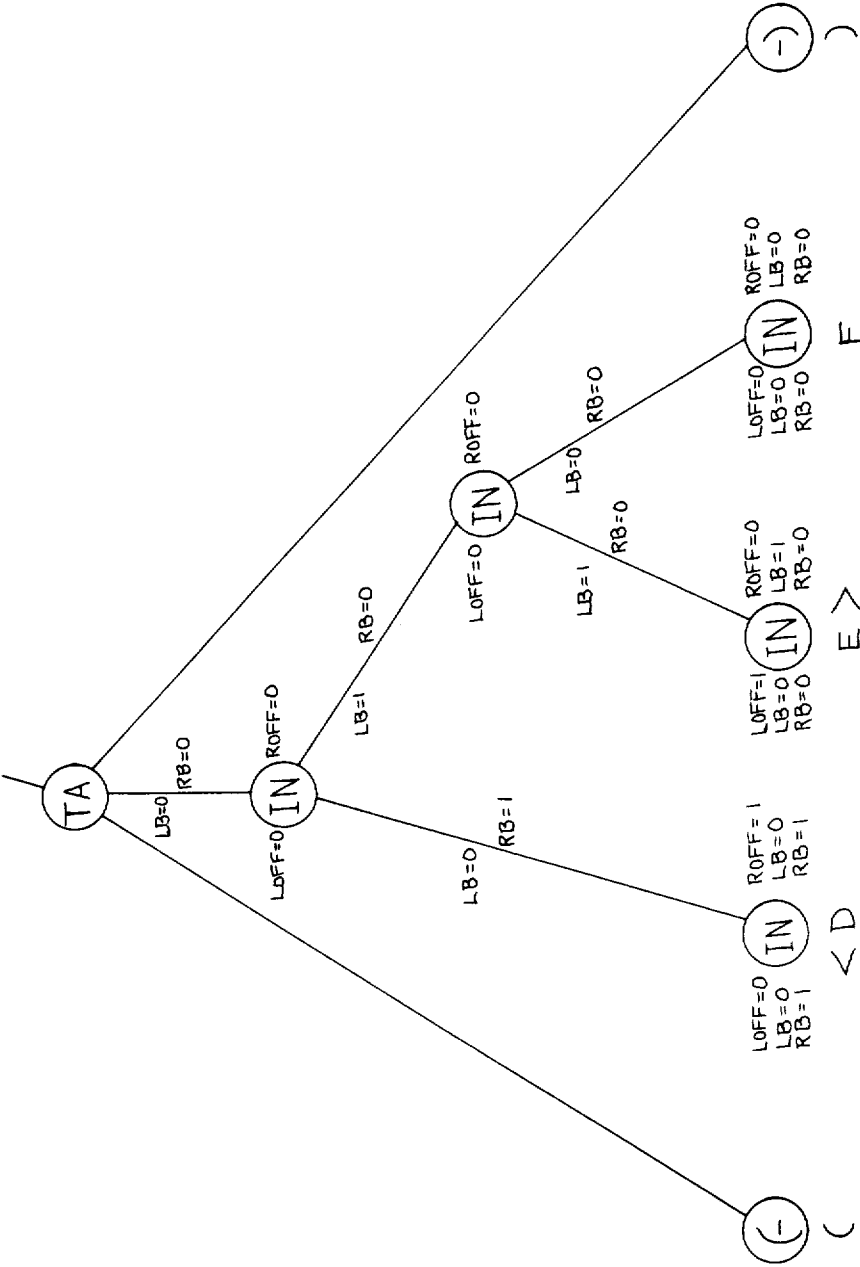 TA
LB=0 RB=0
LOFF=0 IN ROFF=0
LB=1 RB=0
LB=0 RB=1
LOFF=0 IN ROFF=0
LB=1 RB=0
LB=0 RB=0
(-
LOFF=0
LB=0
RB=1
IN
ROFF=1
LB=0
RB=1
LOFF=1
LB=0
RB=0
IN
ROFF=0
LB=1
RB=0
LOFF=0
LB=0
RB=0
IN
ROFF=0
LB=0
RB=0
-)
( < D E > F )